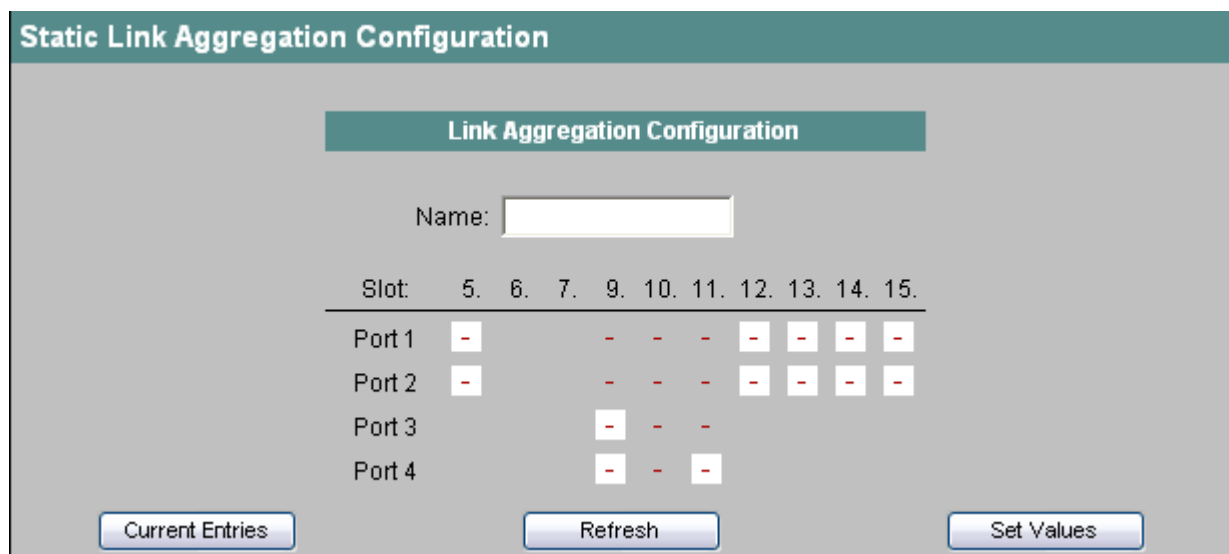 Static Link Aggregation Configuration
Link Aggregation Configuration
Name:
Slot: 5. 6. 7. 9. 10. 11. 12. 13. 14. 15.
Port 1 - - - - - - - -
Port 2 - - - - - - - -
Port 3 - - -
Port 4 - - -
Current Entries Refresh Set Values